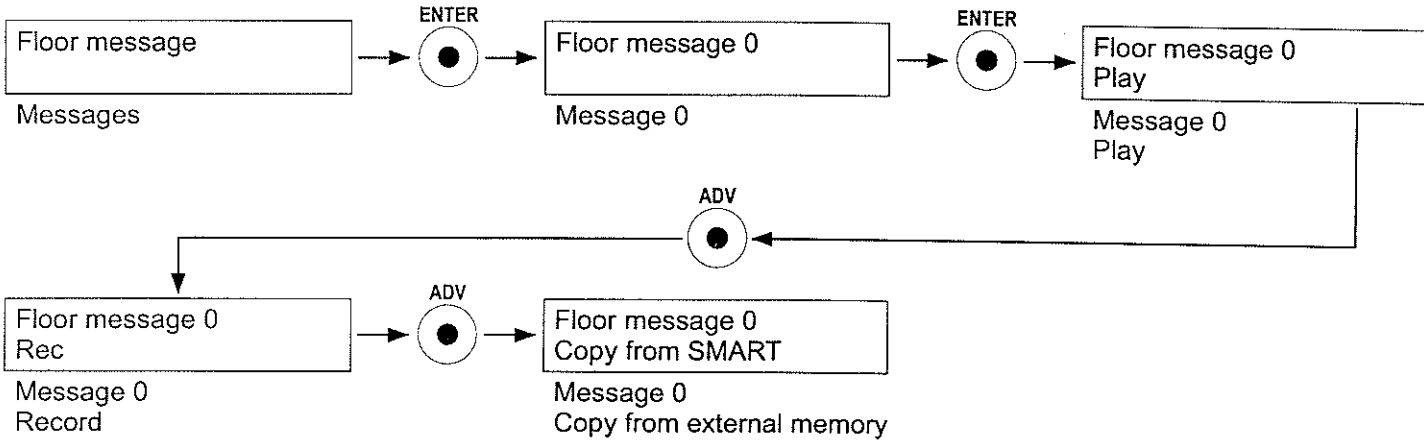 ENTER
ENTER
Floor message
Floor message 0
Floor message 0
Play
Messages
Message 0
Message 0
Play
ADV
ADV
Floor message 0
Rec
Floor message 0
Copy from SMART
Message 0
Record
Message 0
Copy from external memory